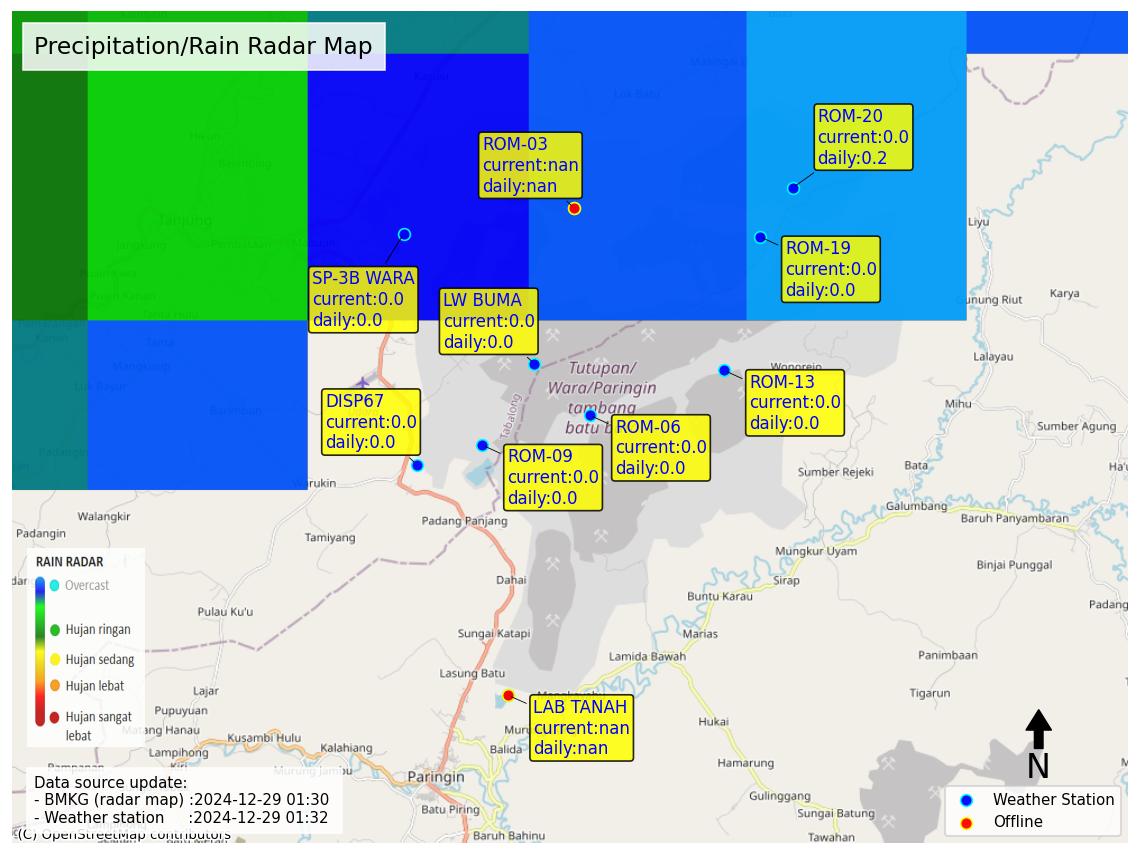 Precipitation/Rain Radar Map
ROM-20
current:0.0
daily:0.2
ROM-03
current:nan
daily:nan
ROM-19
current:0.0
daily:0.0
SP-3B WARA
current:0.0
daily:0.0
LW BUMA
current:0.0
daily:0.0
ROM-13
current:0.0
daily:0.0
DISP67
current:0.0
daily:0.0
ROM-06
current:0.0
daily:0.0
ROM-09
current:0.0
daily:0.0
LAB TANAH
current:nan
daily:nan
Tanjung
Liyu
Gunung Riut
Karya
Lalayau
Wonorejo
Mihu
Sumber Agung
Tutupan/
Wara/Paringin
tambang
batu
Tabalong
Warukin
Sumber Rejeki
Bata
Galumbang
Baruh Panyambaran
Walangkir
Padangin
Tamiyang
Padang Panjang
Mungkur Uyam
Binjai Punggal
Dahai
Sirap
Buntu Karau
Padang
Pulau Ku'u
Sungai Katapi
Marias
Lamida Bawah
Panimbaan
Lasung Batu
Tigarun
Lajar
Pupuyuan
Hukai
Matang Hanau
Kusambi Hulu
Lampihong
Kalahiang
Balida
Hamarung
Murung Jambu
Paringin
Batu Piring
Gulinggang
Sungai Batung
Baruh Bahinu
Tawahan
RAIN RADAR
Overcast
Hujan ringan
Hujan sedang
Hujan lebat
Hujan sangat
lebat
Data source update:
- BMKG (radar map) :2024-12-29 01:30
- Weather station :2024-12-29 01:32
(C) OpenStreetMap contributors
N
Weather Station
Offline